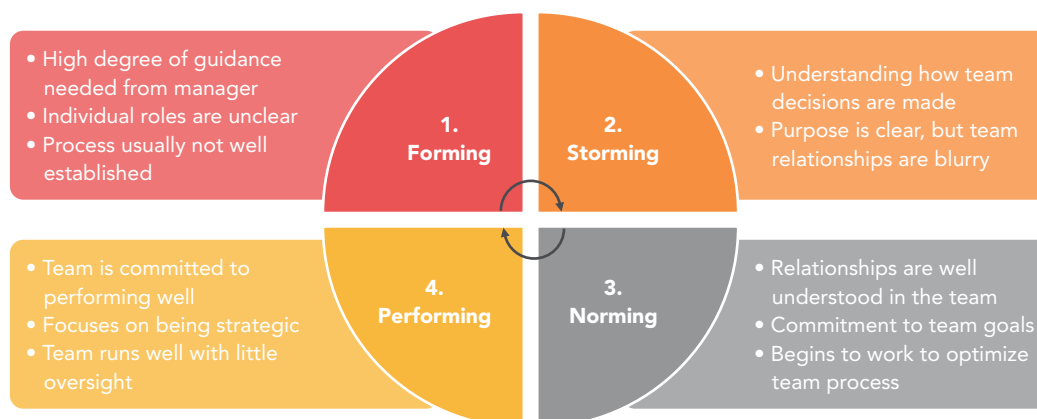 • High degree of guidance
needed from manager
• Individual roles are unclear
• Process usually not well
established
1.
Forming
2.
Storming
• Understanding how team
decisions are made
• Purpose is clear, but team
relationships are blurry
• Team is committed to
performing well
• Focuses on being strategic
• Team runs well with little
oversight
4.
Performing
3.
Norming
• Relationships are well
understood in the team
• Commitment to team goals
• Begins to work to optimize
team process